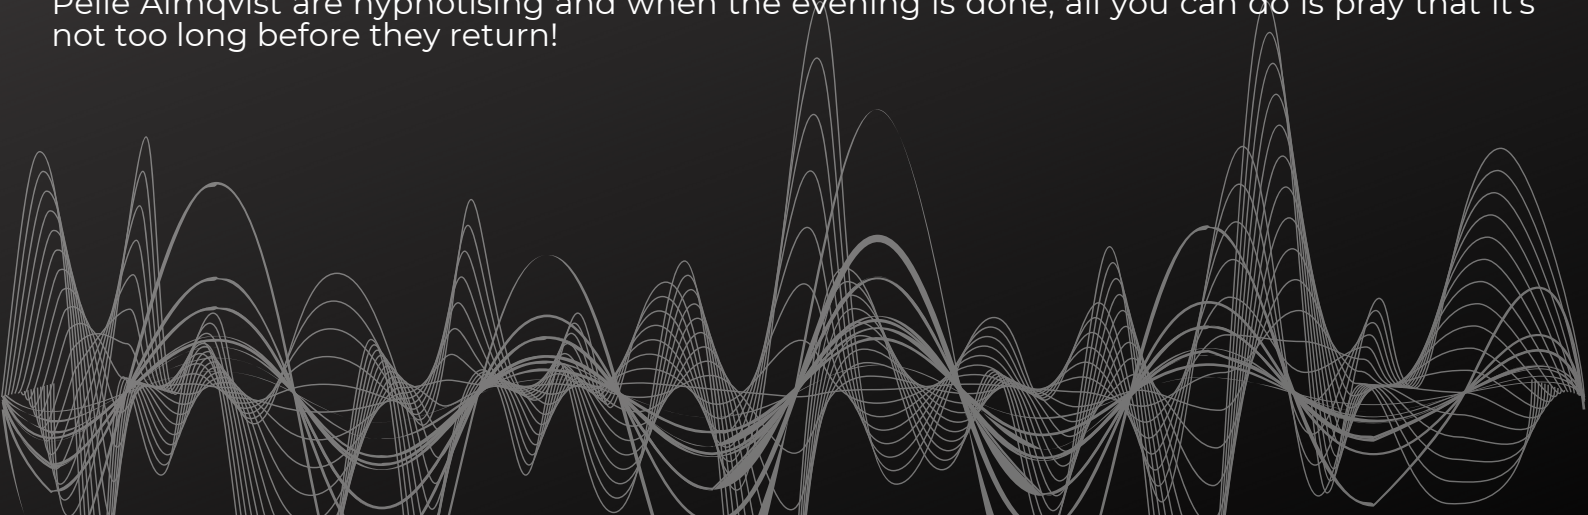 Pelle Almqvist are hypnotising and when the evening is done, all you can do is pray that it's
not too long before they return!